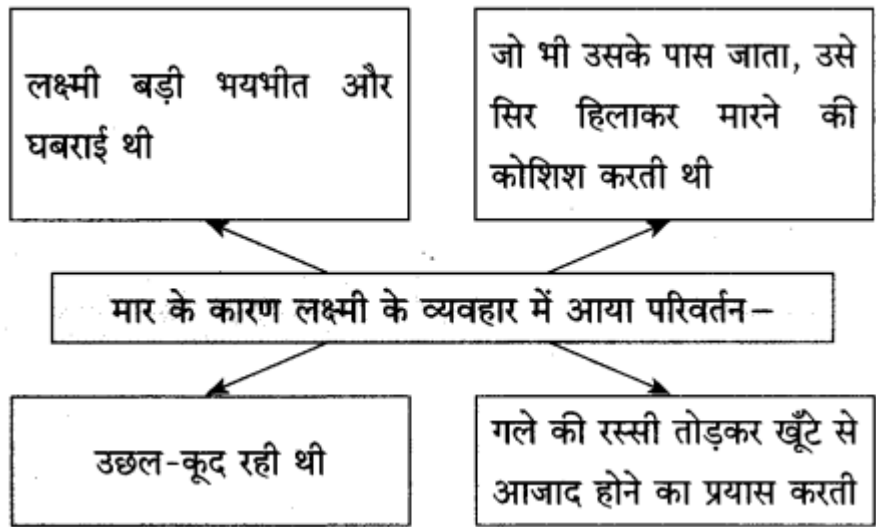 लक्ष्मी बड़ी भयभीत और
घबराई थी
जो भी उसके पास जाता, उसे
सिर हिलाकर मारने की
कोशिश करती थी
मार के कारण लक्ष्मी के व्यवहार में आया परिवर्तन–
उछल-कूद रही थी
गले की रस्सी तोड़कर खूँटे से
आजाद होने का प्रयास करती